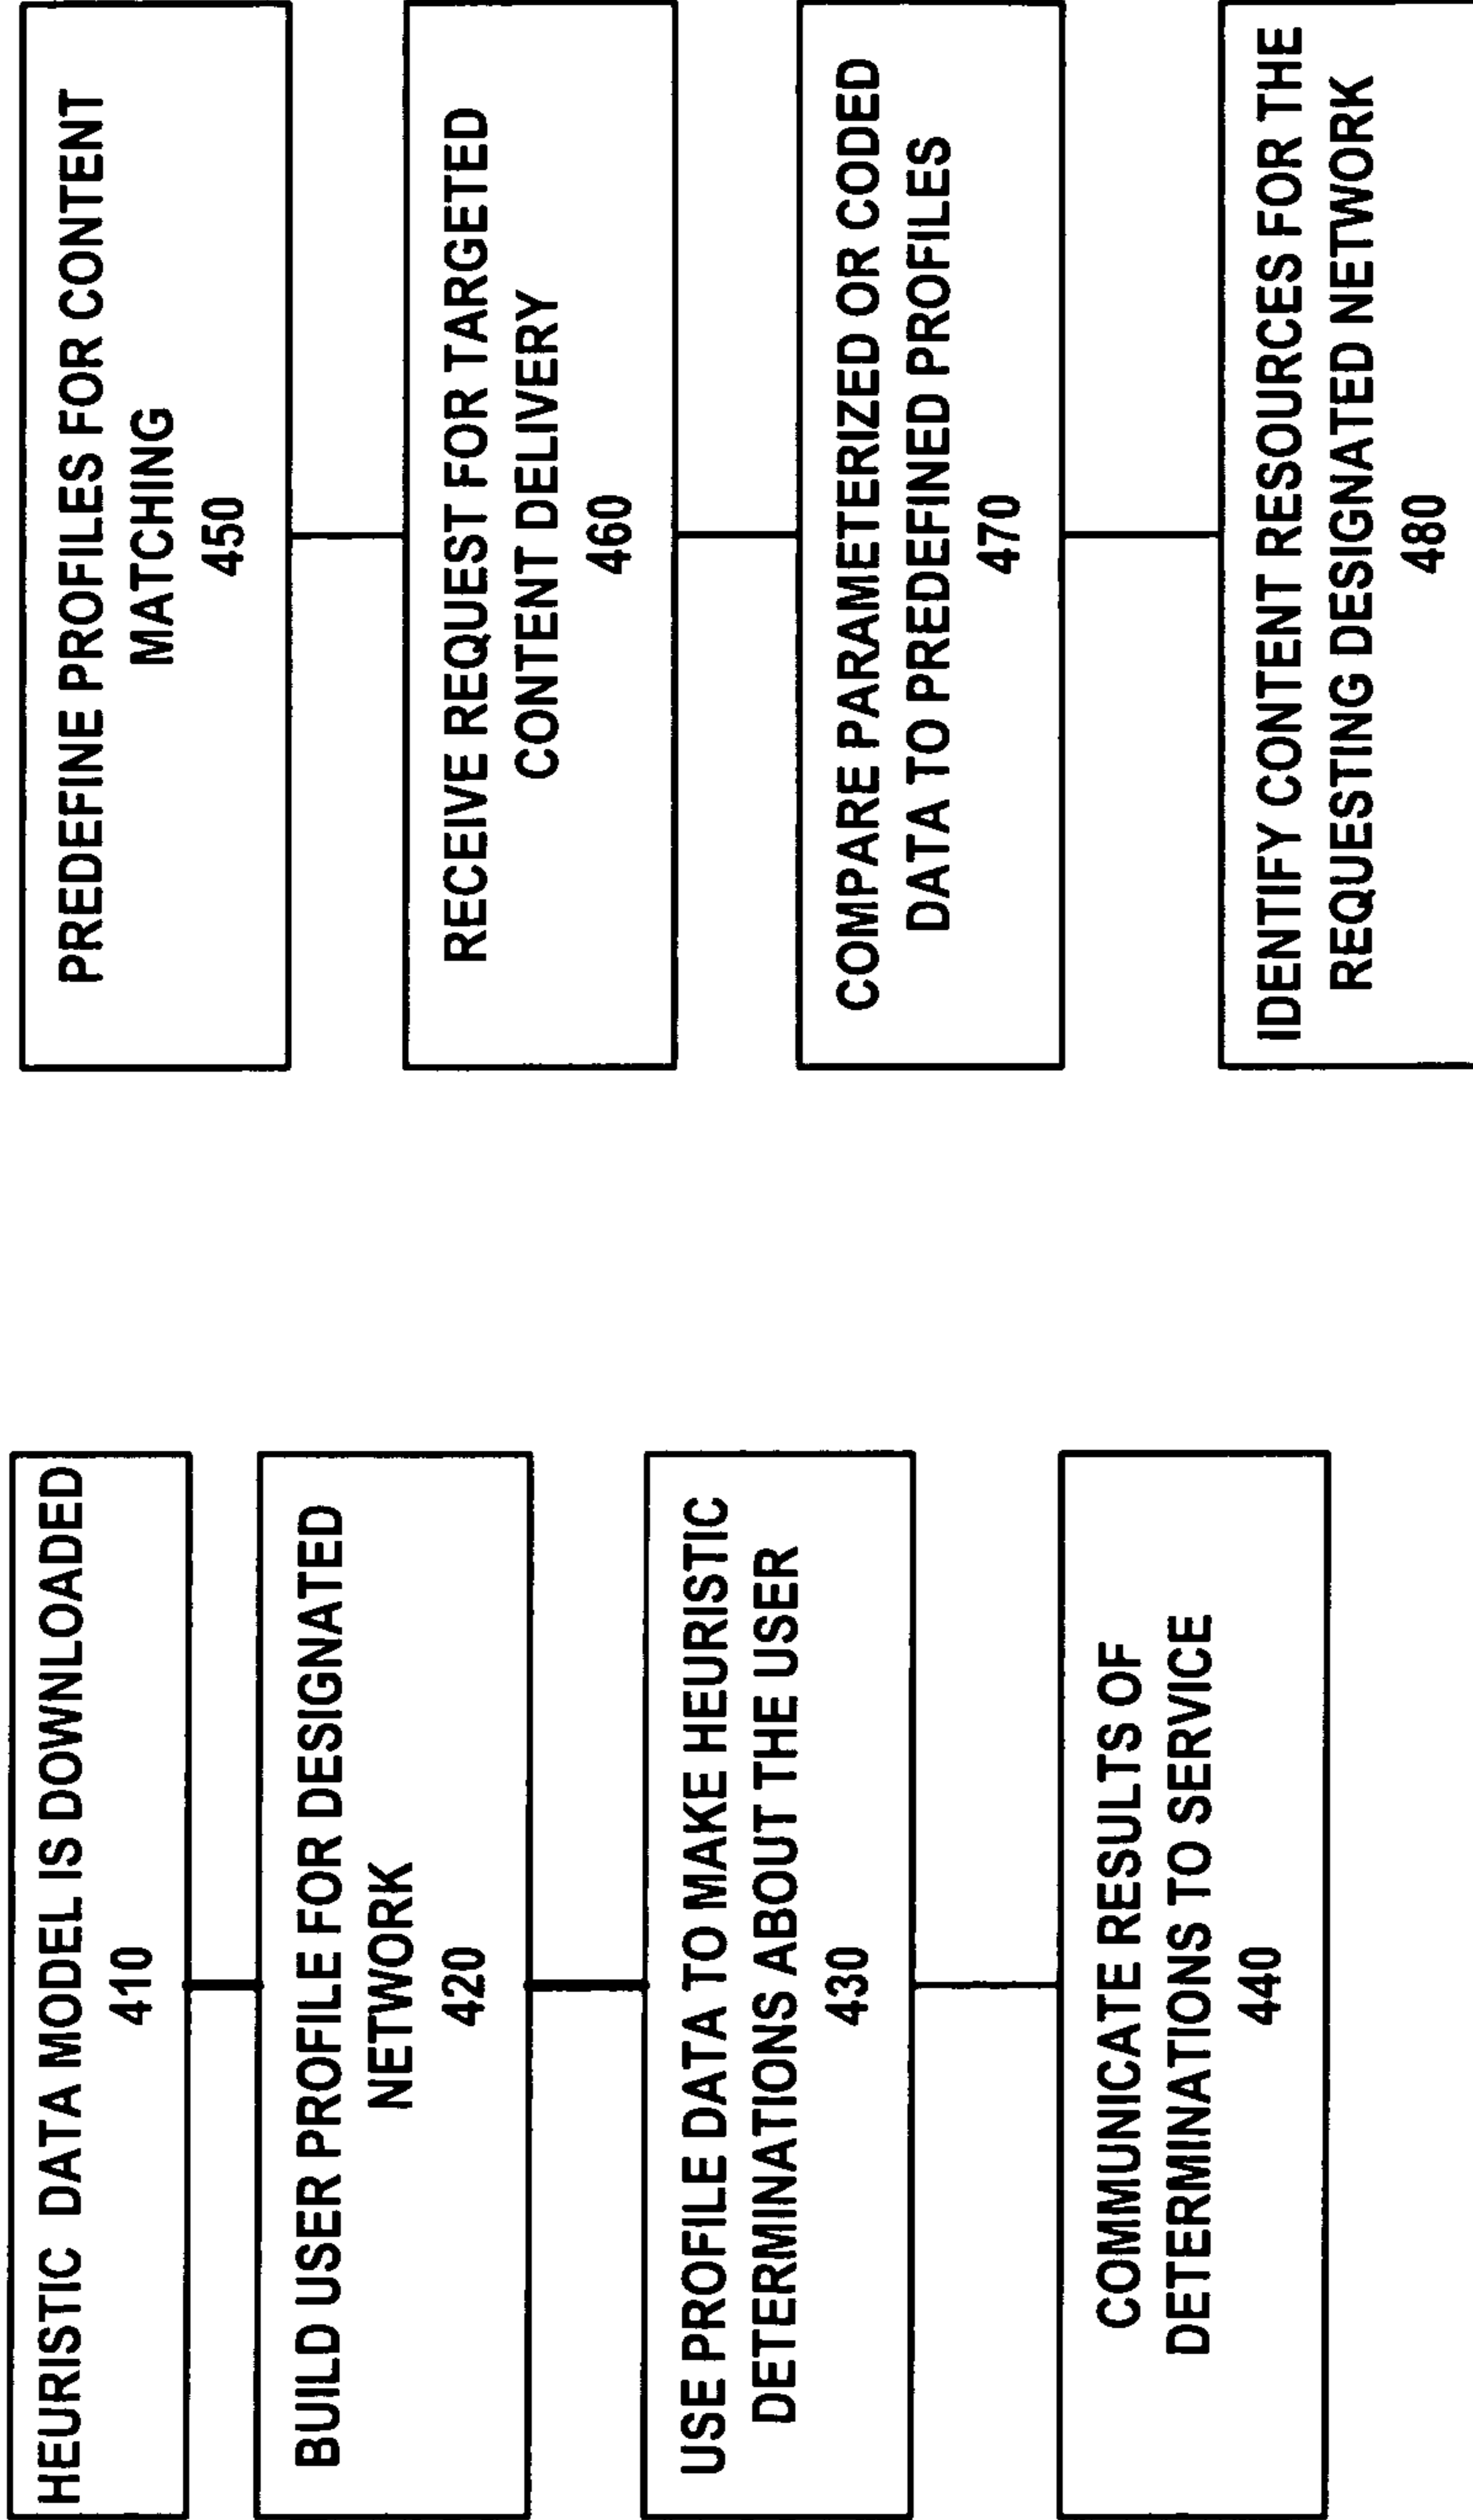 HEURISTIC DATA MODEL IS DOWNLOADED
410
BUILD USER PROFILE FOR DESIGNATED
NETWORK
420
USE PROFILE DATA TO MAKE HEURISTIC
DETERMINATIONS ABOUT THE USER
430
COMMUNICATE RESULTS OF
DETERMINATIONS TO SERVICE
440
PREDEFINE PROFILES FOR CONTENT
MATCHING
450
RECEIVE REQUEST FOR TARGETED
CONTENT DELIVERY
460
COMPARE PARAMETERIZED OR CODED
DATA TO PREDEFINED PROFILES
470
IDENTIFY CONTENT RESOURCES FOR THE
REQUESTING DESIGNATED NETWORK
480